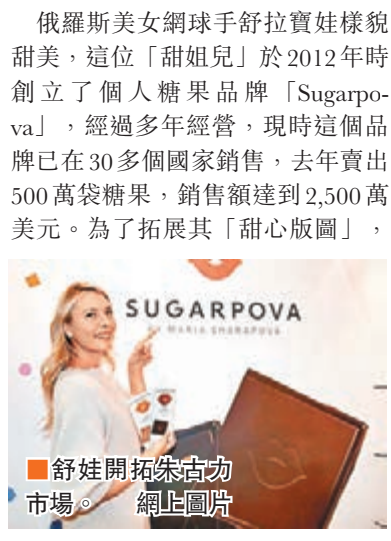 俄羅斯美女網球手舒拉寶娃樣貌
甜美，這位「甜姐兒」於2012年時
創立了個人糖果品牌「Sugarpo-
va」，經過多年經營，現時這個品
牌已在30多個國家銷售，去年賣出
500萬袋糖果，銷售額達到2,500萬
美元。為了拓展其「甜心版圖」，
SUGARPOVA
BY MARIA SHARAPOVA
■舒娃開拓朱古力
市場。 網上圖片